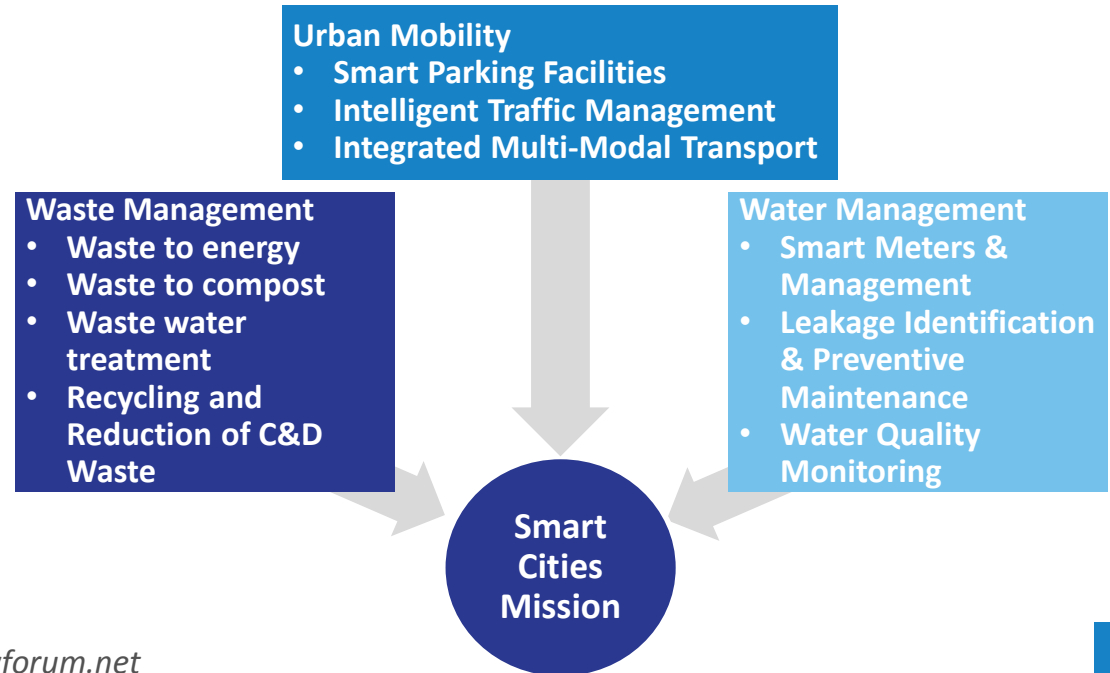 Urban Mobility
• Smart Parking Facilities
• Intelligent Traffic Management
• Integrated Multi-Modal Transport
Waste Management
• Waste to energy
• Waste to compost
• Waste water
treatment
• Recycling and
Reduction of C&D
Waste
Water Management
• Smart Meters &
Management
• Leakage Identification
& Preventive
Maintenance
• Water Quality
Monitoring
Smart
Cities
Mission
forum.net